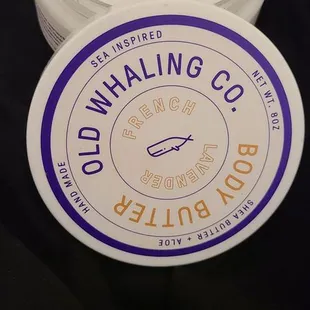 SEA INSPIRED
OLD WHALING CO.
NET WT. 8OZ
FRENCH
LAVENDER
BODY BUTTER
HAND MADE
SHEA BUTTER + ALOE